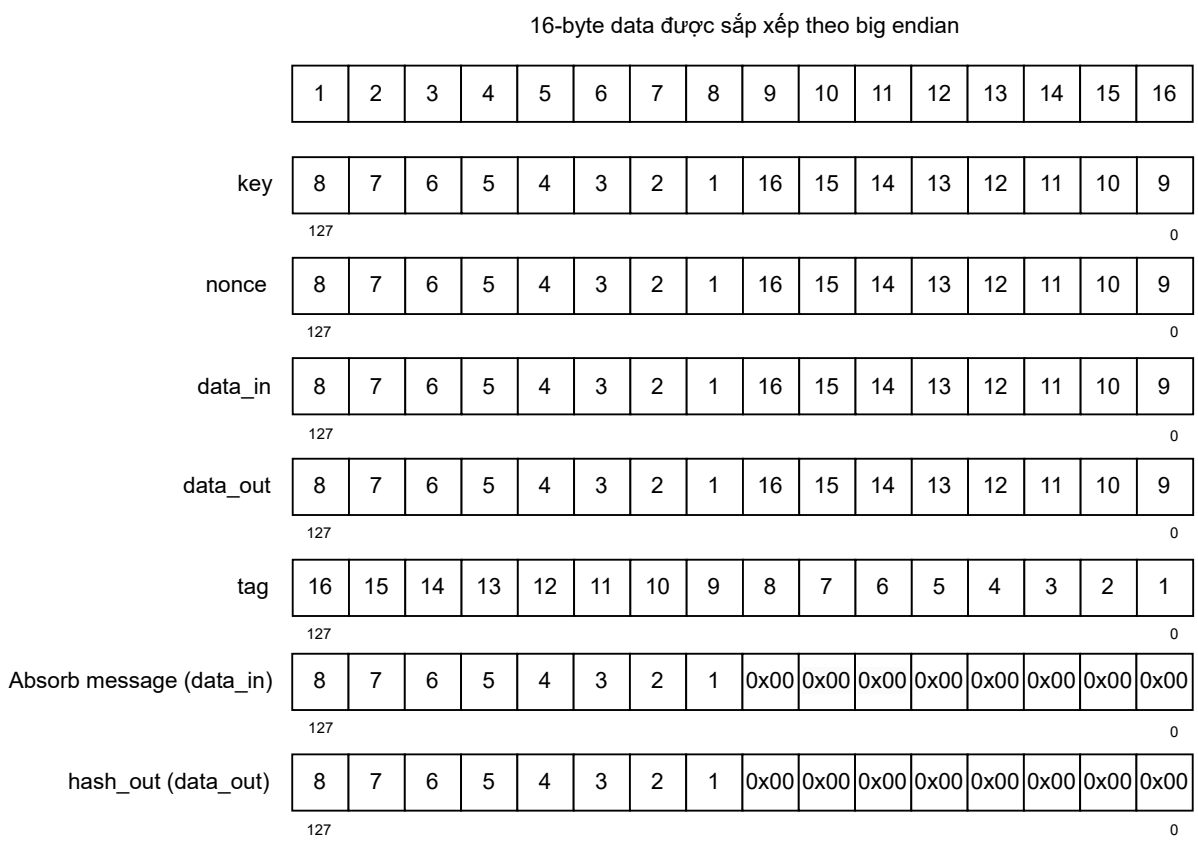 16-byte data được sắp xếp theo big endian
1 2 3 4 5 6 7 8 9 10 11 12 13 14 15 16
key 8 7 6 5 4 3 2 1 16 15 14 13 12 11 10 9
127 0
nonce 8 7 6 5 4 3 2 1 16 15 14 13 12 11 10 9
127 0
data_in 8 7 6 5 4 3 2 1 16 15 14 13 12 11 10 9
127 0
data_out 8 7 6 5 4 3 2 1 16 15 14 13 12 11 10 9
127 0
tag 16 15 14 13 12 11 10 9 8 7 6 5 4 3 2 1
127 0
Absorb message (data_in) 8 7 6 5 4 3 2 1 0x00 0x00 0x00 0x00 0x00 0x00 0x00 0x00
127 0
hash_out (data_out) 8 7 6 5 4 3 2 1 0x00 0x00 0x00 0x00 0x00 0x00 0x00 0x00
127 0